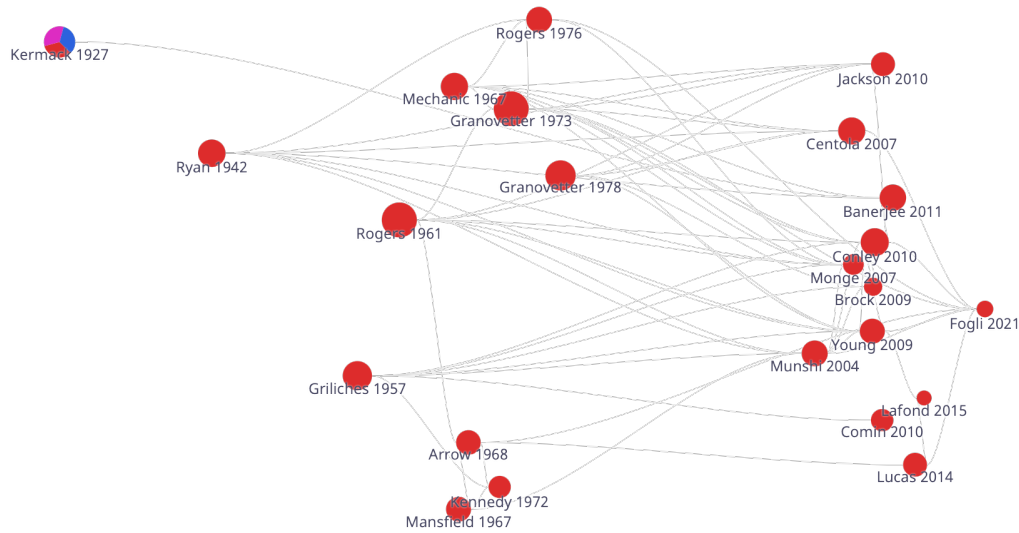 Rogers 1976
Kermack 1927
Jackson 2010
Mechanic 1967
Granovetter 1973
Centola 2007
Ryan 1942
Granovetter 1978
Banerjee 2011
Rogers 1961
Conley 2010
Monge 2007
Brock 2009
Fogli 2021
Young 2009
Munshi 2004
Griliches 1957
Lafond 2015
Comin 2010
Arrow 1968
Lucas 2014
Kennedy 1972
Mansfield 1967